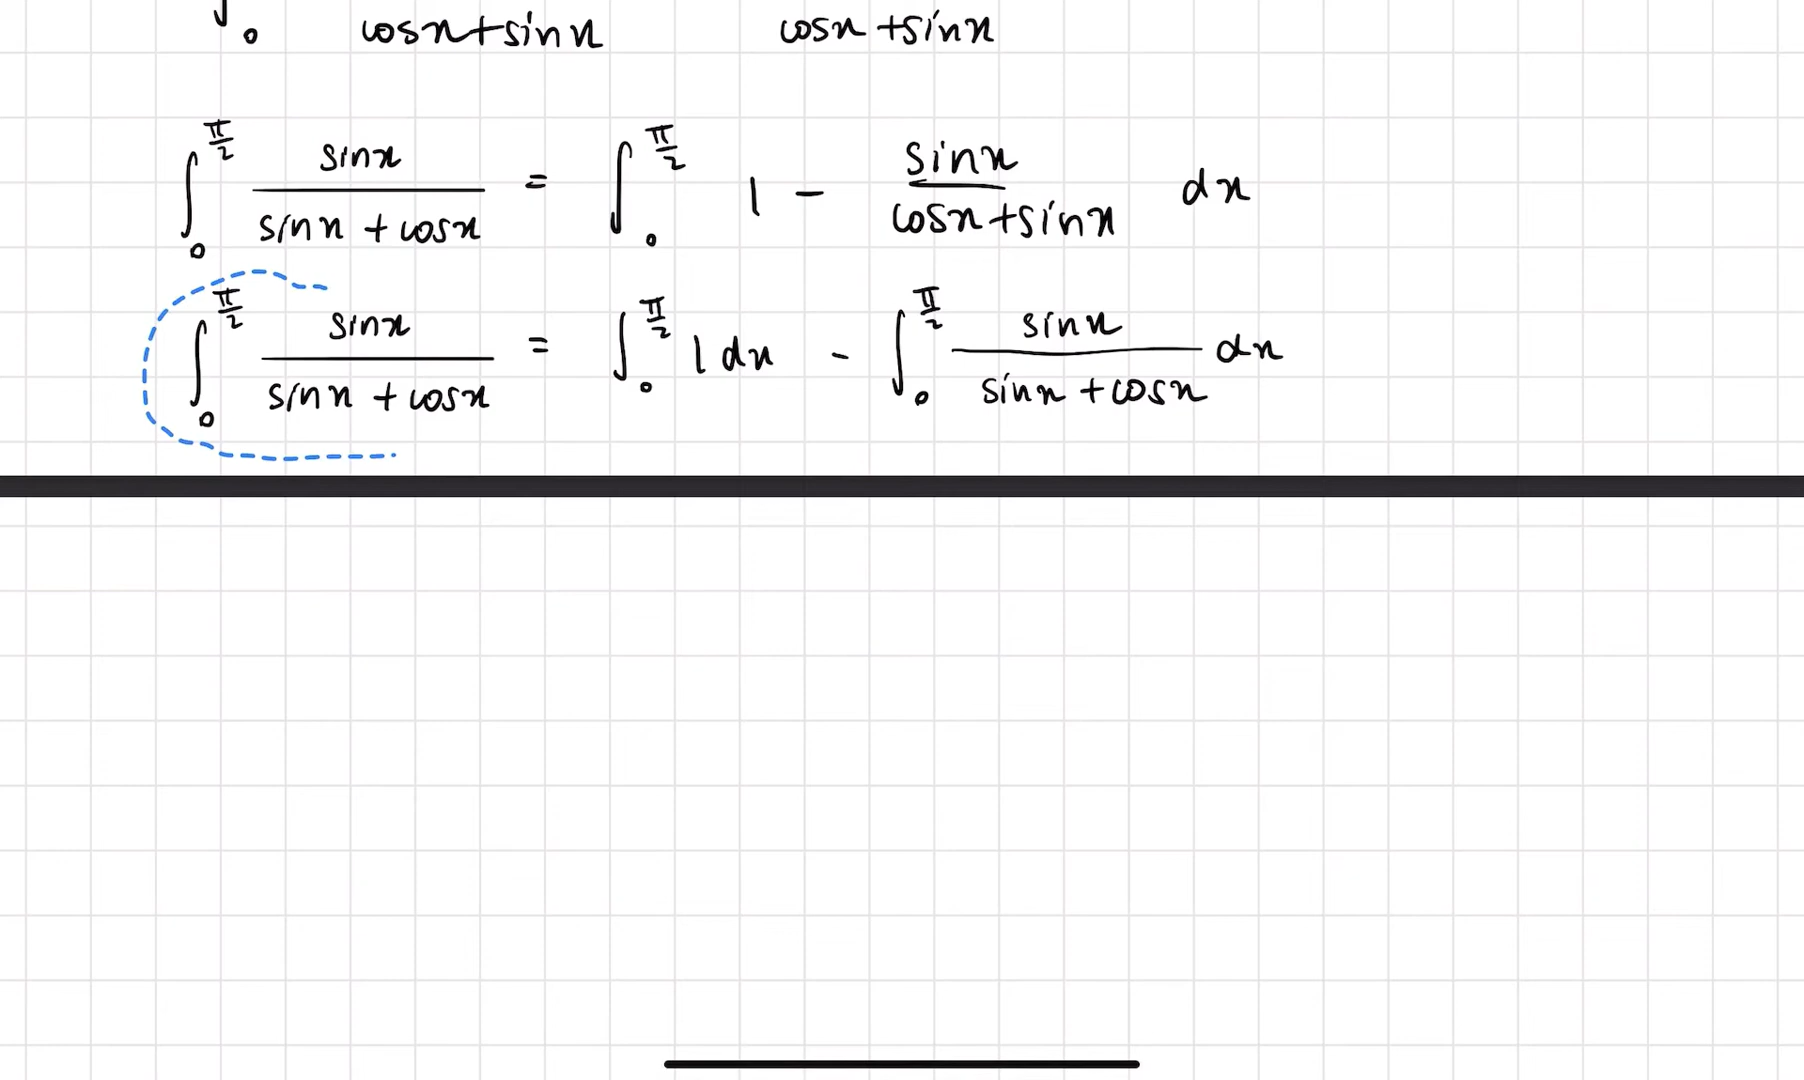 ∫₀ cosx+sinx cosx+sinx
∫₀^(π/2) sinx/(sinx + cosx) = ∫₀^(π/2) 1 - sinx/(cosx+sinx) dx
∫₀^(π/2) sinx/(sinx + cosx) = ∫₀^(π/2) 1 dx - ∫₀^(π/2) sinx/(sinx + cosx) dx